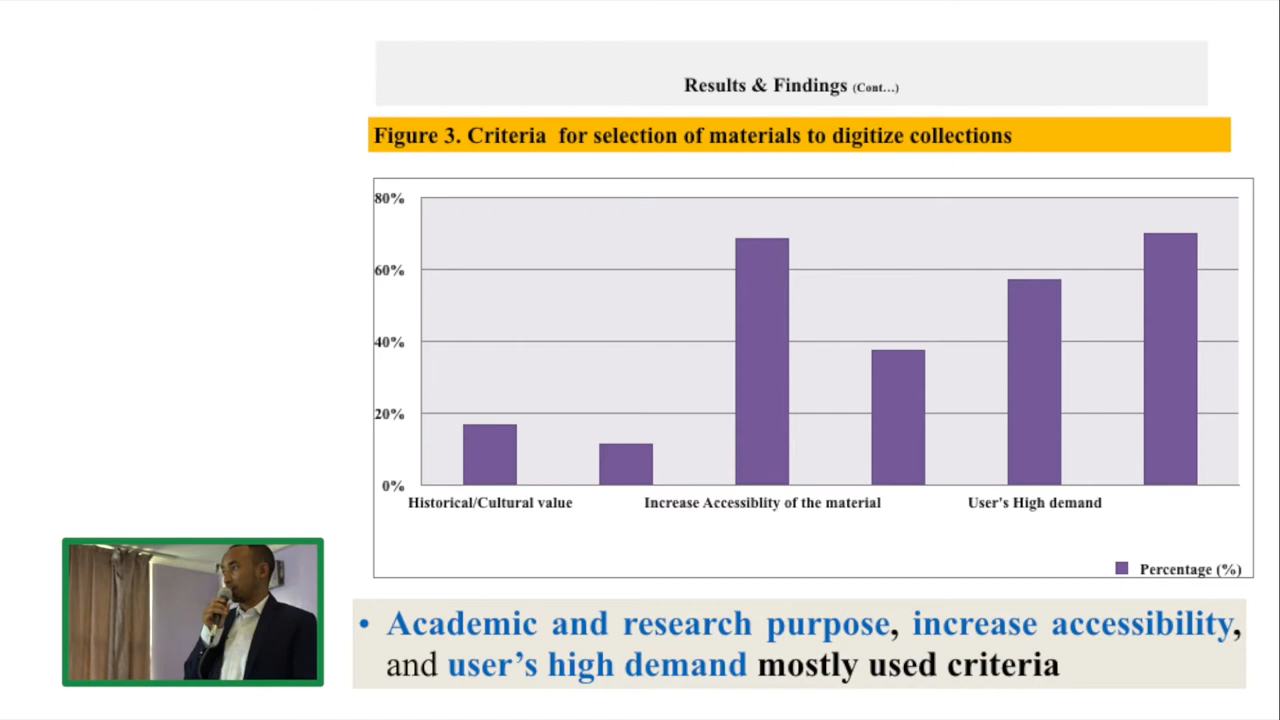 Results & Findings (Cont...)
Figure 3. Criteria for selection of materials to digitize collections
80%
60%
40%
20%
0%
Historical/Cultural value
Increase Accessiblity of the material
User's High demand
Percentage (%)
• Academic and research purpose, increase accessibility,
and user’s high demand mostly used criteria